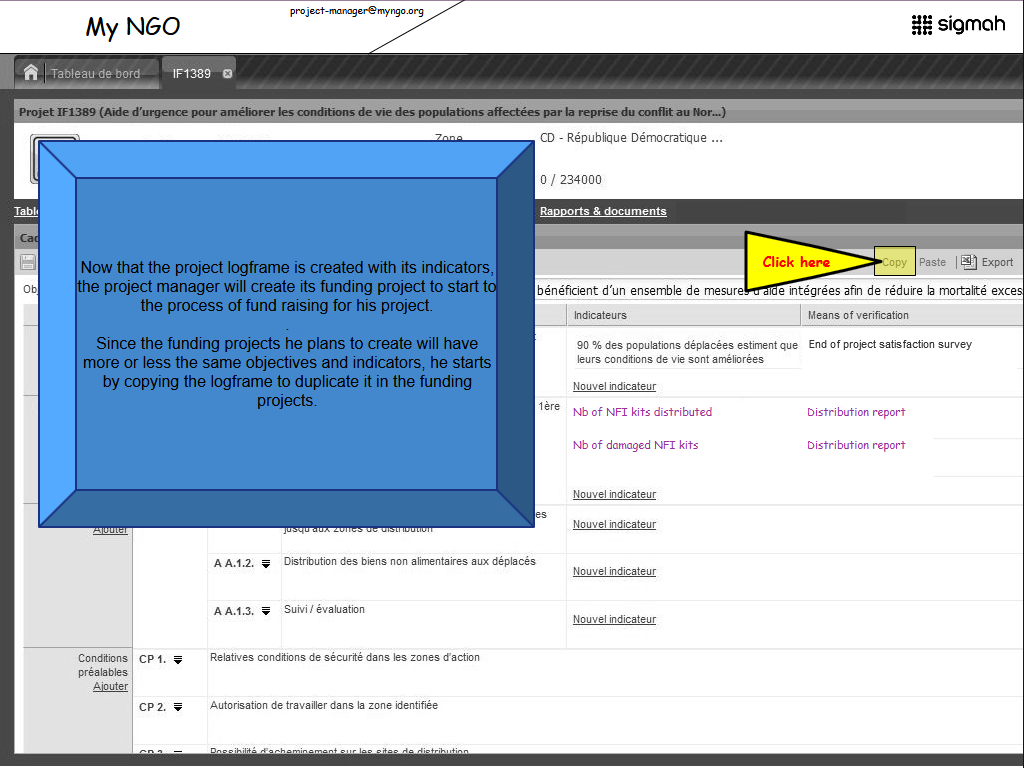 project-manager@myngo.org
My NGO
sigmah
Tableau de bord
IF1389
Projet IF1389 (Aide d'urgence pour améliorer les conditions de vie des populations affectées par la reprise du conflit au Nor...)
Zone
CD - République Démocratique ...
0 / 234000
Rapports & documents
Click here
Copy
Paste
Export
bénéficient d'un ensemble de mesures d'aide intégrées afin de réduire la mortalité excess
Now that the project logframe is created with its indicators,
the project manager will create its funding project to start to
the process of fund raising for his project.
.
Since the funding projects he plans to create will have
more or less the same objectives and indicators, he starts
by copying the logframe to duplicate it in the funding
projects.
Indicateurs
Means of verification
90 % des populations déplacées estiment que
leurs conditions de vie sont améliorées
End of project satisfaction survey
Nouvel indicateur
1ère
Nb of NFI kits distributed
Distribution report
Nb of damaged NFI kits
Distribution report
Nouvel indicateur
es
Nouvel indicateur
Ajouter
jusqu'aux zones de distribution
A A.1.2.
Distribution des biens non alimentaires aux déplacés
Nouvel indicateur
A A.1.3.
Suivi / évaluation
Nouvel indicateur
Conditions
préalables
Ajouter
CP 1.
Relatives conditions de sécurité dans les zones d'action
CP 2.
Autorisation de travailler dans la zone identifiée
CP 3.
Possibilité d'acheminement sur les sites de distribution